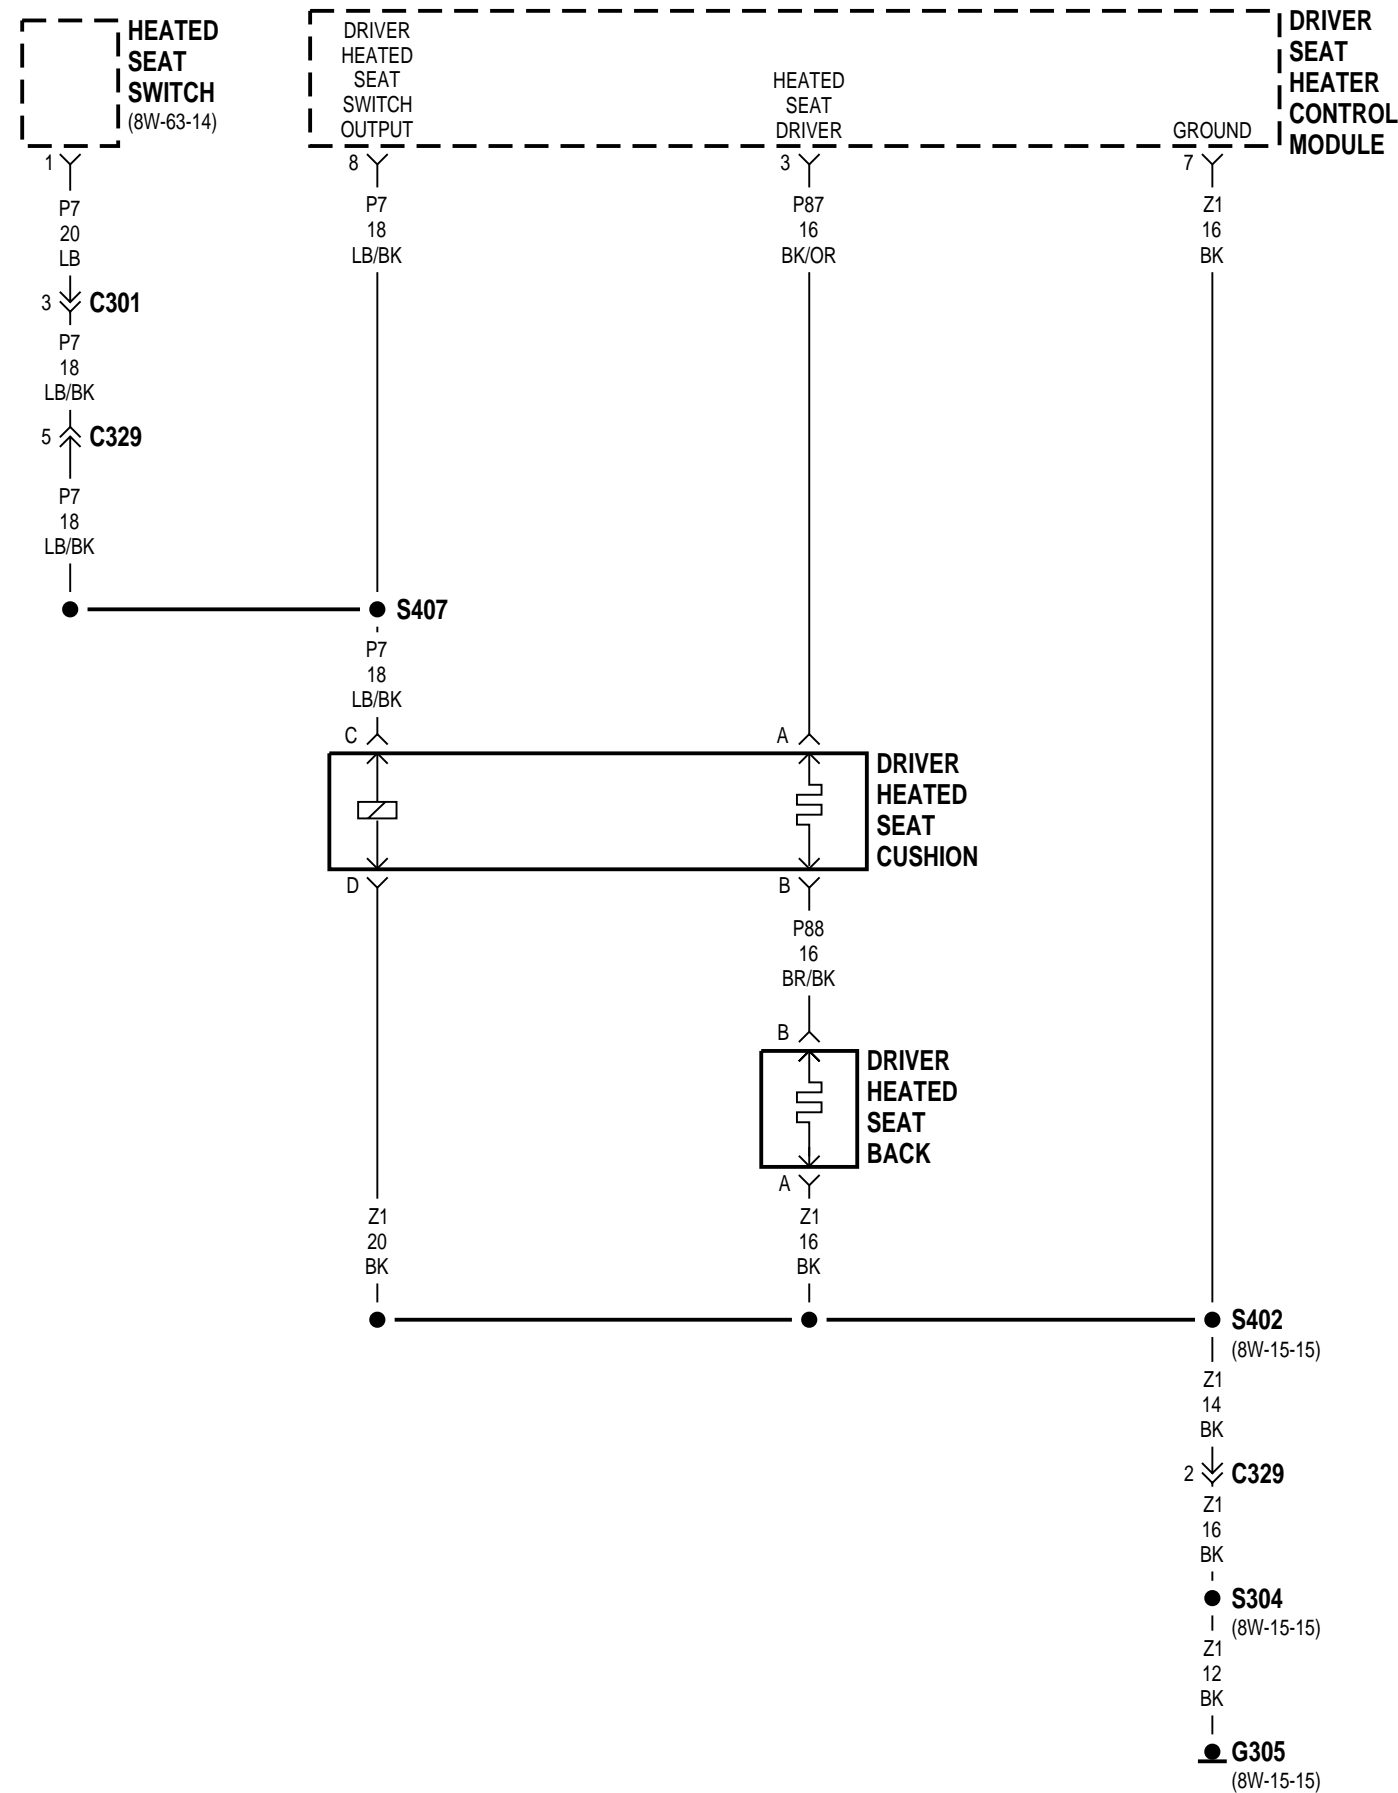 HEATED
SEAT
SWITCH
(8W-63-14)
DRIVER
HEATED
SEAT
SWITCH
OUTPUT
HEATED
SEAT
DRIVER
GROUND
DRIVER
SEAT
HEATER
CONTROL
MODULE
1
8
3
7
P7
20
LB
P7
18
LB/BK
P87
16
BK/OR
Z1
16
BK
3
C301
P7
18
LB/BK
5
C329
P7
18
LB/BK
S407
P7
18
LB/BK
C
A
DRIVER
HEATED
SEAT
CUSHION
D
B
P88
16
BR/BK
B
DRIVER
HEATED
SEAT
BACK
A
Z1
20
BK
Z1
16
BK
S402
(8W-15-15)
Z1
14
BK
2
C329
Z1
16
BK
S304
(8W-15-15)
Z1
12
BK
G305
(8W-15-15)